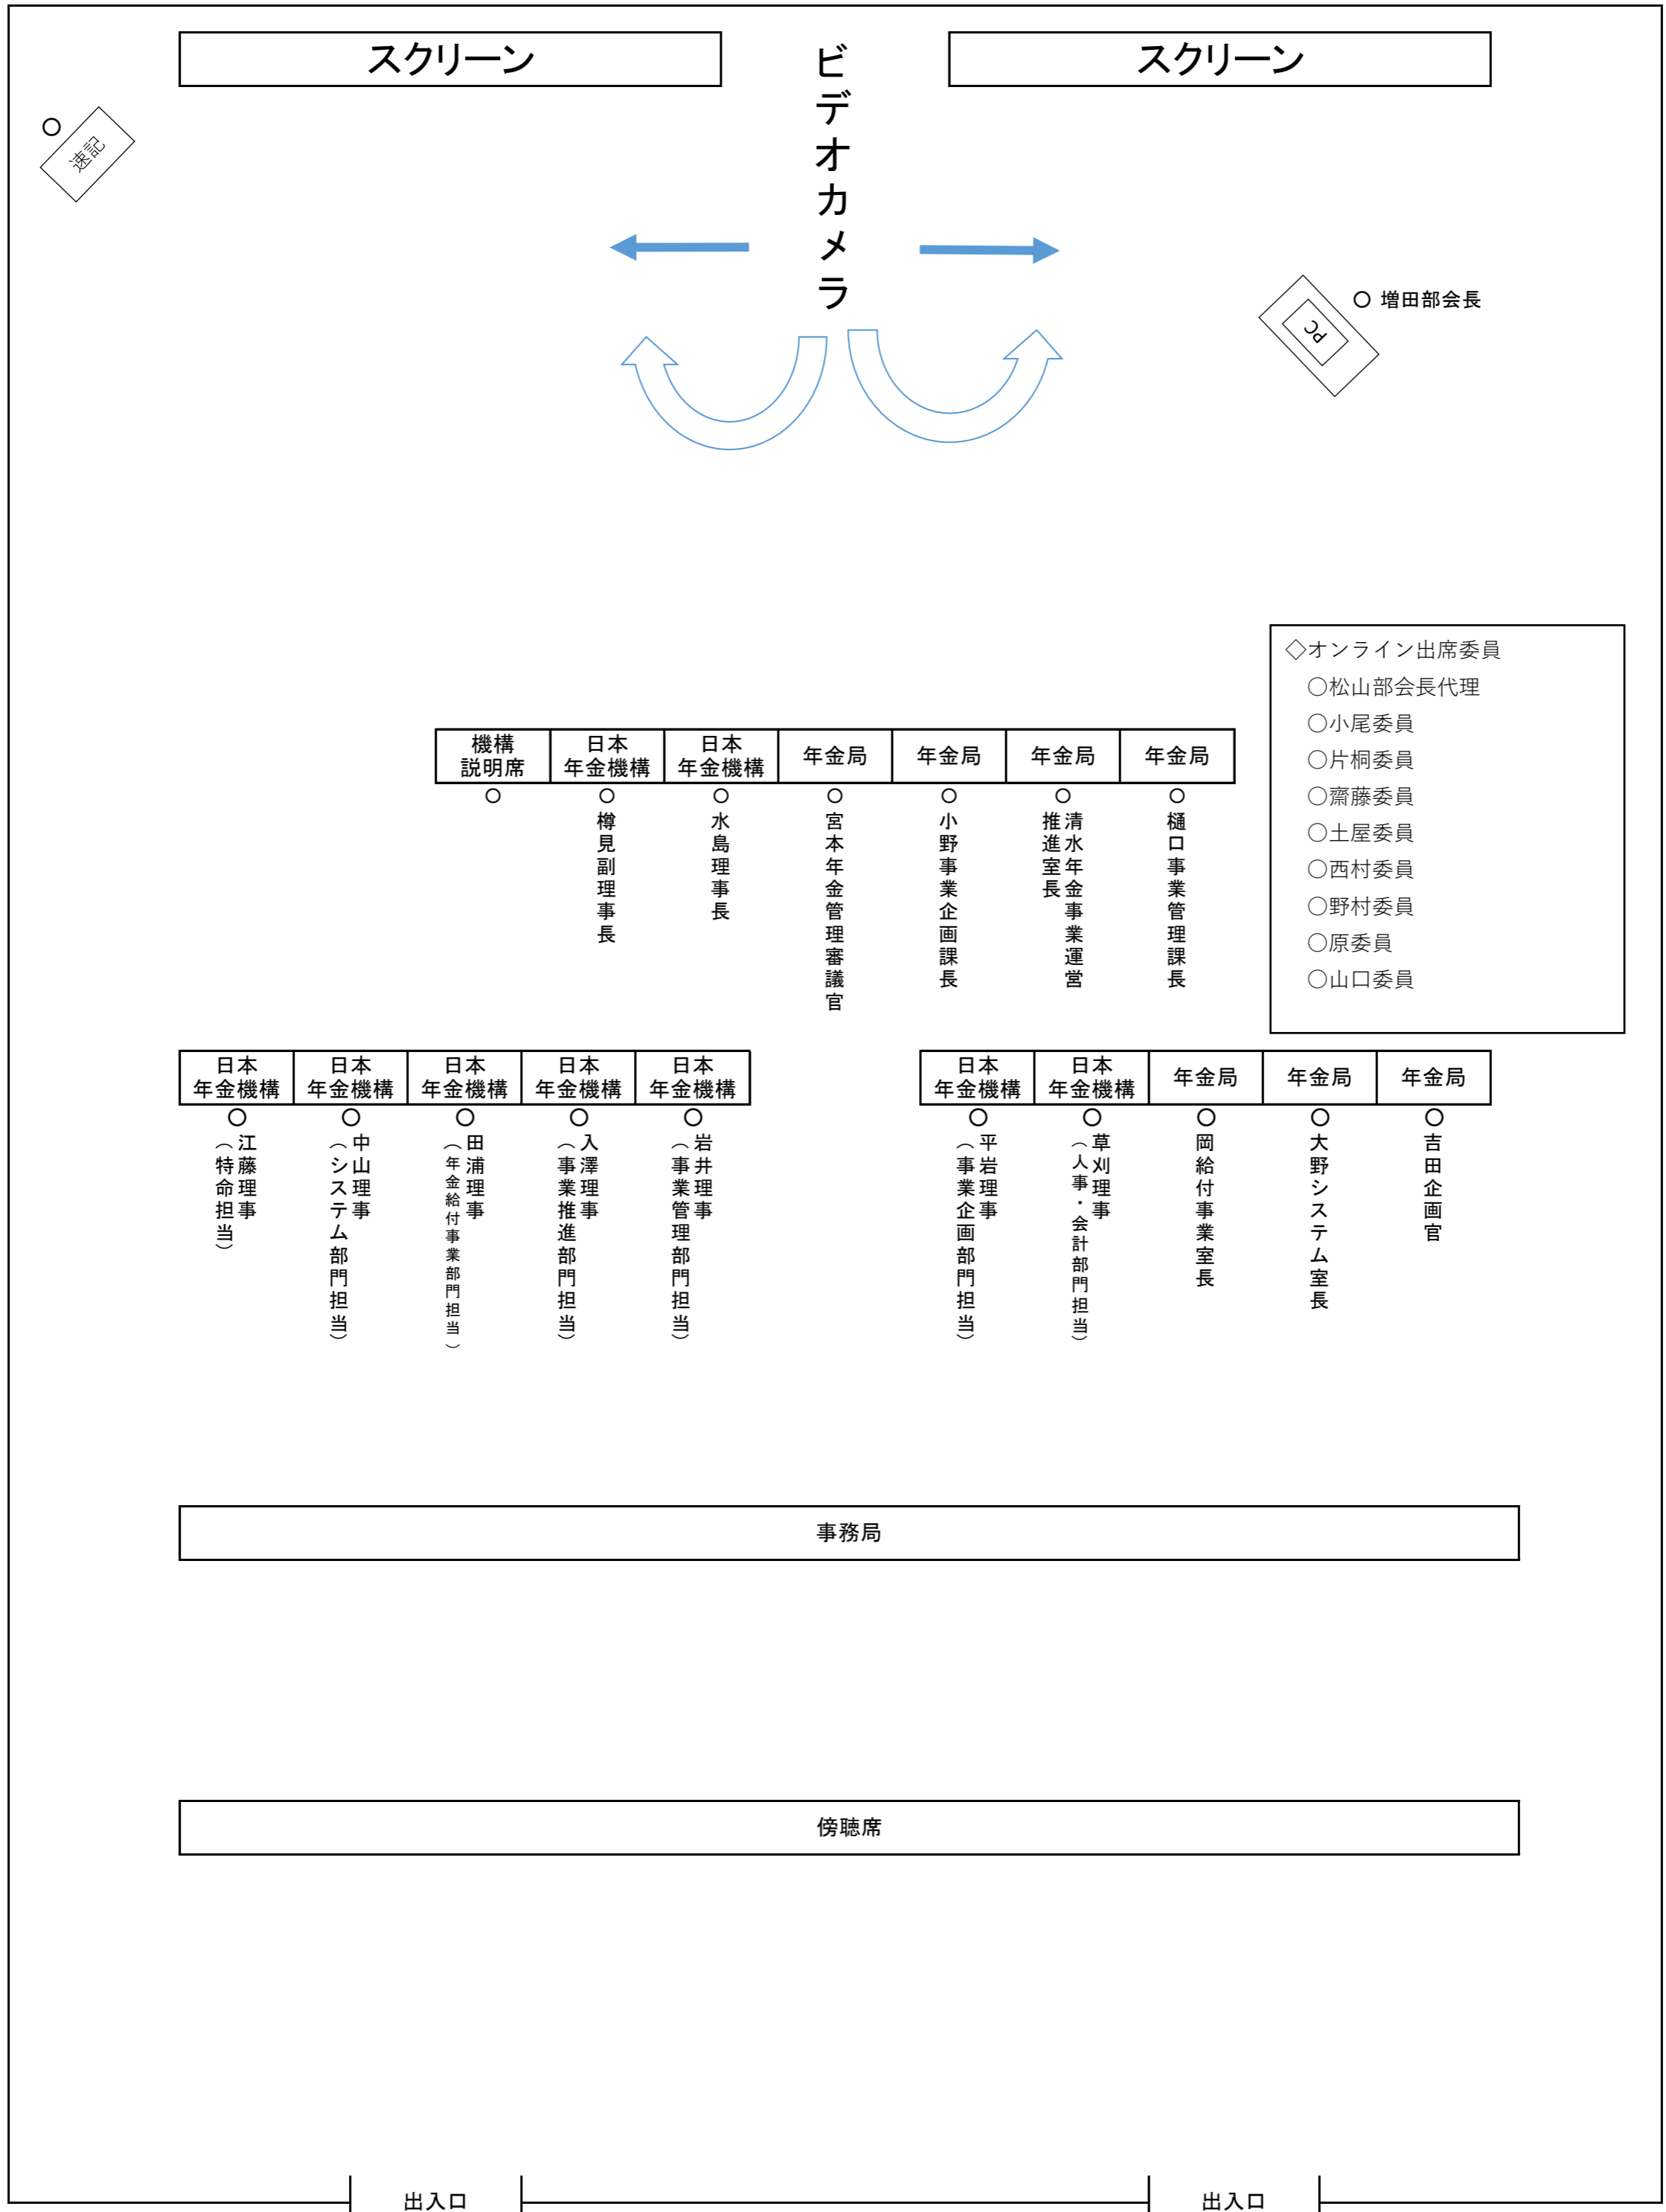 スクリーン
スクリーン
ビデオカメラ
速記
PC
○ 増田部会長
◇オンライン出席委員
○松山部会長代理
○小尾委員
○片桐委員
○齋藤委員
○土屋委員
○西村委員
○野村委員
○原委員
○山口委員
機構
説明席
日本
年金機構
日本
年金機構
年金局
年金局
年金局
年金局
樽見副理事長
水島理事長
宮本年金管理審議官
小野事業企画課長
清水年金事業運営
推進室長
樋口事業管理課長
日本
年金機構
日本
年金機構
日本
年金機構
日本
年金機構
日本
年金機構
日本
年金機構
日本
年金機構
年金局
年金局
年金局
江藤理事
（特命担当）
中山理事
（システム部門担当）
田浦理事
（年金給付事業部門担当）
入澤理事
（事業推進部門担当）
岩井理事
（事業管理部門担当）
平岩理事
（事業企画部門担当）
草刈理事
（人事・会計部門担当）
岡給付事業室長
大野システム室長
吉田企画官
事務局
傍聴席
出入口
出入口